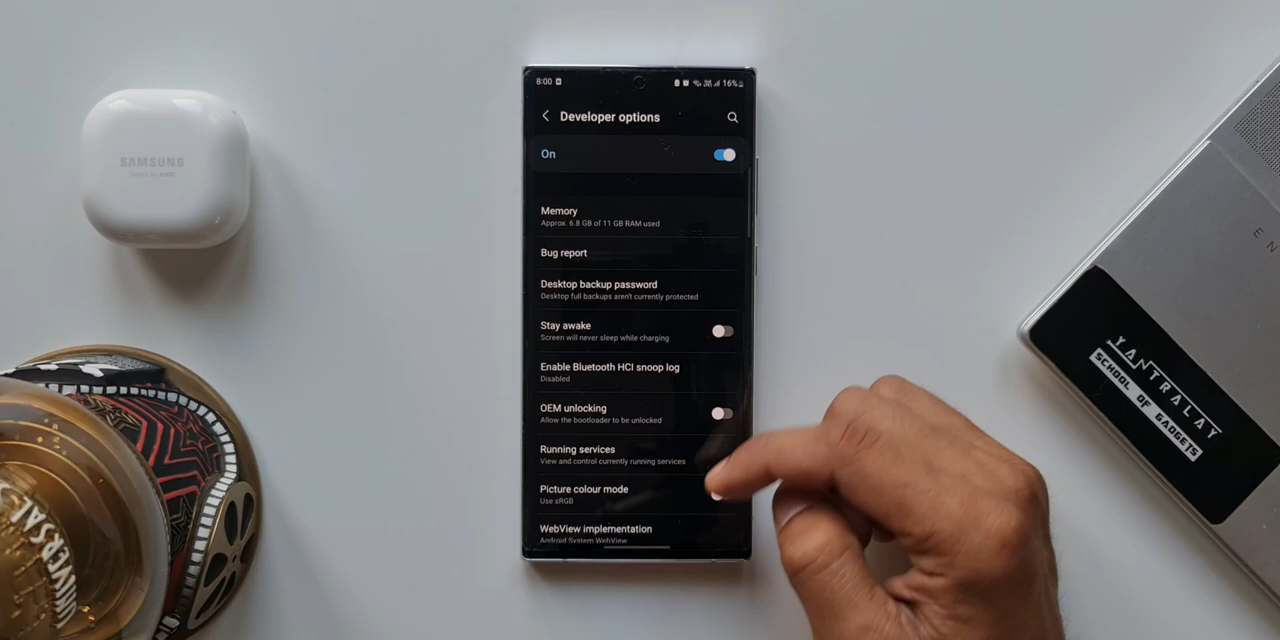 SAMSUNG
8:00
16%
Developer options
On
Memory
Approx. 6.8 GB of 11 GB RAM used
Bug report
Desktop backup password
Desktop full backups aren't currently protected
Stay awake
Screen will never sleep while charging
Enable Bluetooth HCI snoop log
Disabled
OEM unlocking
Allow the bootloader to be unlocked
Running services
View and control currently running services
Picture colour mode
Use sRGB
WebView implementation
Android System WebView
UNIVERSAL
E N
YANTRALAY
SCHOOL OF GADGETS